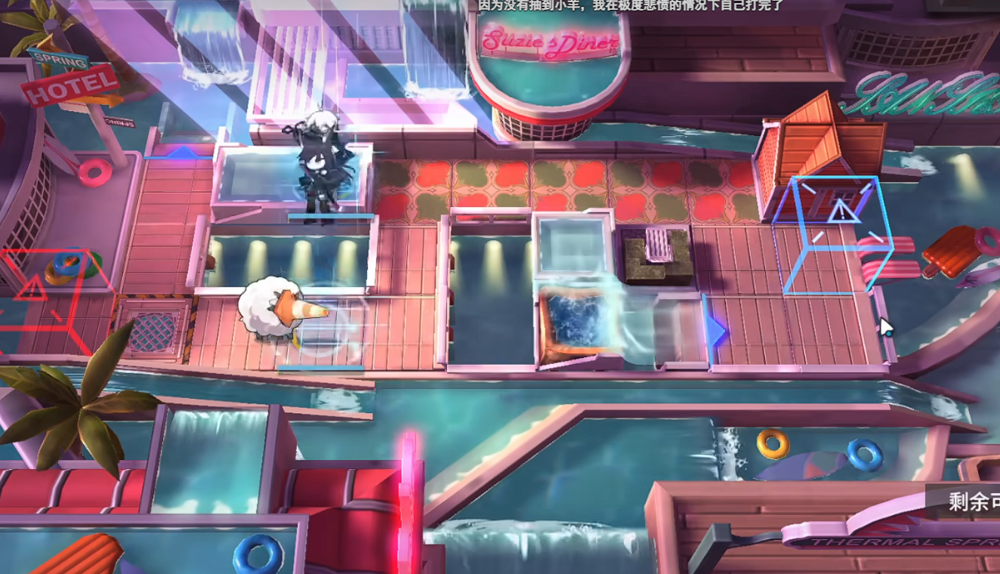 因为没有抽到小羊，我在极度悲愤的情况下自己打完了
Suzie's Diner
SPRING
HOTEL
SPRING
剩余可
THERMAL SPR